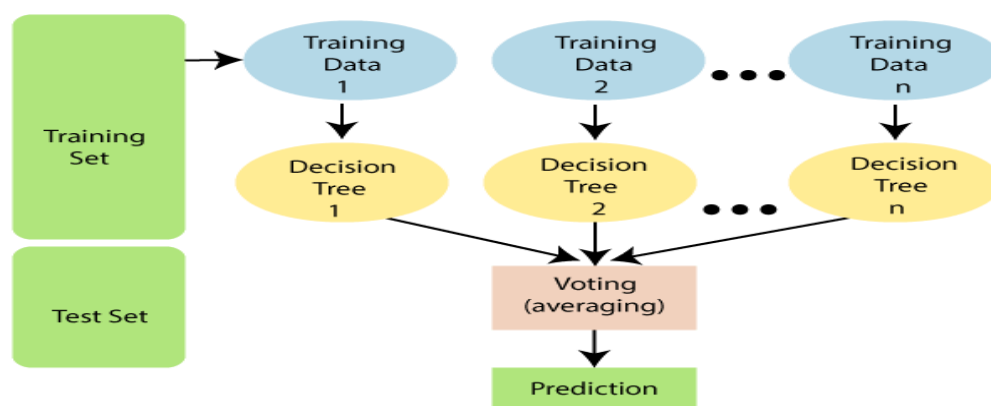 Training
Set
Test Set
Training
Data
1
Training
Data
2
Training
Data
n
Decision
Tree
1
Decision
Tree
2
Decision
Tree
n
Voting
(averaging)
Prediction